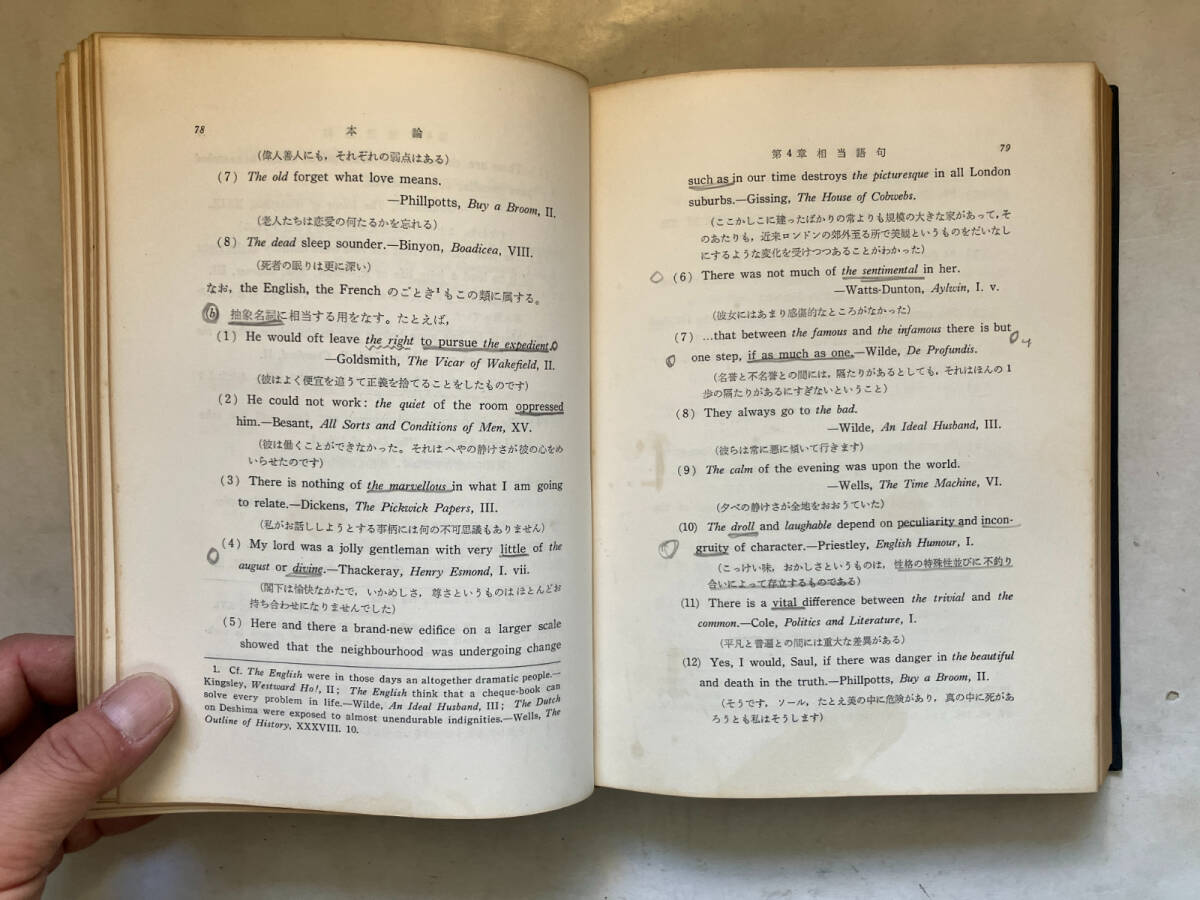 78
本論
（偉人善人にも，それぞれの弱点はある）
(7) The old forget what love means.
—Phillpotts, Buy a Broom, II.
（老人たちは恋愛の何たるかを忘れる）
(8) The dead sleep sounder.—Binyon, Boadicea, VIII.
（死者の眠りは更に深い）
なお，the English, the French のごとき¹ もこの類に属する。
ⓑ 抽象名詞に相当する用をなす。たとえば，
(1) He would oft leave the right to pursue the expedient.
—Goldsmith, The Vicar of Wakefield, II.
（彼はよく便宜を追うて正義を捨てることをしたものです）
(2) He could not work: the quiet of the room oppressed
him.—Besant, All Sorts and Conditions of Men, XV.
（彼は働くことができなかった。それはへやの静けさが彼の心をめ
いらせたのです）
(3) There is nothing of the marvellous in what I am going
to relate.—Dickens, The Pickwick Papers, III.
（私がお話ししようとする事柄には何の不可思議もありません）
(4) My lord was a jolly gentleman with very little of the
august or divine.—Thackeray, Henry Esmond, I. vii.
（閣下は愉快なかたで，いかめしさ，尊さというものはほとんどお
持ち合わせになりませんでした）
(5) Here and there a brand-new edifice on a larger scale
showed that the neighbourhood was undergoing change
1. Cf. The English were in those days an altogether dramatic people.—
Kingsley, Westward Ho!, II; The English think that a cheque-book can
solve every problem in life.—Wilde, An Ideal Husband, III; The Dutch
on Deshima were exposed to almost unendurable indignities.—Wells, The
Outline of History, XXXVIII. 10.
第4章 相当語句
79
such as in our time destroys the picturesque in all London
suburbs.—Gissing, The House of Cobwebs.
（ここかしこに建ったばかりの常よりも規模の大きな家があって，そ
のあたりも，近来ロンドンの郊外至る所で美観というものをだいなし
にするような変化を受けつつあることがわかった）
(6) There was not much of the sentimental in her.
—Watts-Dunton, Aylwin, I. v.
（彼女にはあまり感傷的なところがなかった）
(7) ...that between the famous and the infamous there is but
one step, if as much as one.—Wilde, De Profundis.
（名誉と不名誉との間には，隔たりがあるとしても，それはほんの1
歩の隔たりがあるにすぎないということ）
(8) They always go to the bad.
—Wilde, An Ideal Husband, III.
（彼らは常に悪に傾いて行きます）
(9) The calm of the evening was upon the world.
—Wells, The Time Machine, VI.
（夕べの静けさが全地をおおうていた）
(10) The droll and laughable depend on peculiarity and incon-
gruity of character.—Priestley, English Humour, I.
（こっけい味，おかしさというものは，性格の特殊性並びに不釣り
合いによって存立するものである）
(11) There is a vital difference between the trivial and the
common.—Cole, Politics and Literature, I.
（平凡と普遍との間には重大な差異がある）
(12) Yes, I would, Saul, if there was danger in the beautiful
and death in the truth.—Phillpotts, Buy a Broom, II.
（そうです，ソール，たとえ美の中に危険があり，真の中に死があ
ろうとも私はそうします）